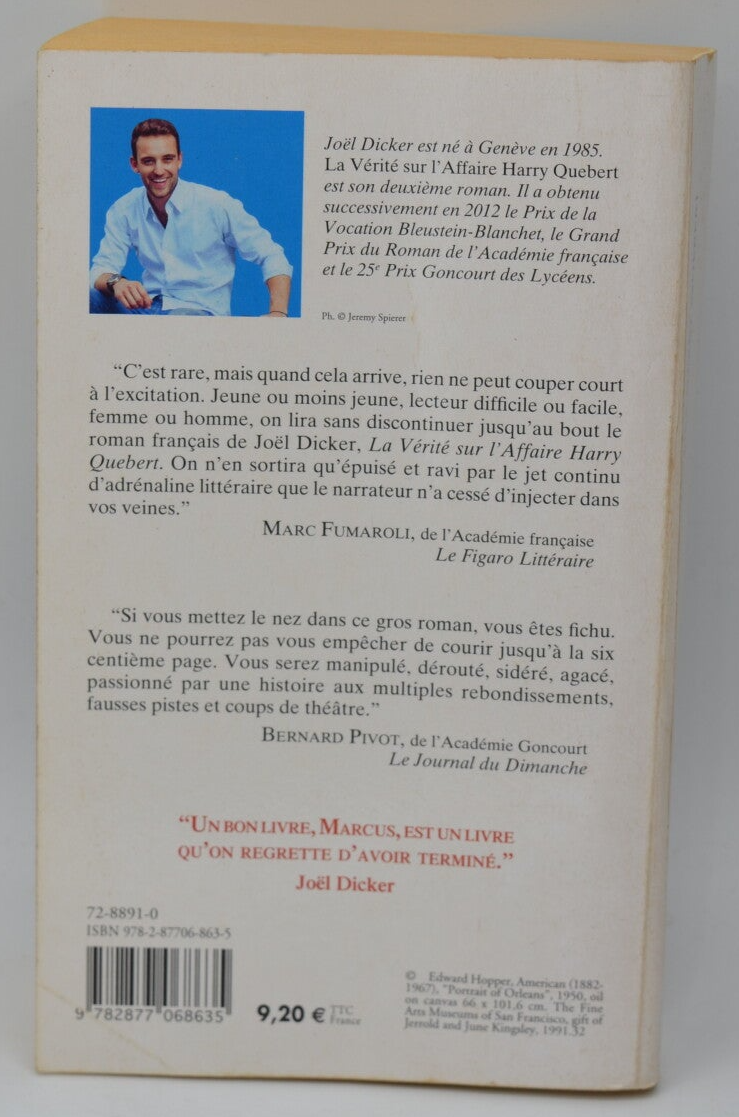 Joël Dicker est né à Genève en 1985.
La Vérité sur l'Affaire Harry Quebert
est son deuxième roman. Il a obtenu
successivement en 2012 le Prix de la
Vocation Bleustein-Blanchet, le Grand
Prix du Roman de l'Académie française
et le 25e Prix Goncourt des Lycéens.
Ph. © Jeremy Spierer
“C'est rare, mais quand cela arrive, rien ne peut couper court
à l'excitation. Jeune ou moins jeune, lecteur difficile ou facile,
femme ou homme, on lira sans discontinuer jusqu'au bout le
roman français de Joël Dicker, La Vérité sur l'Affaire Harry
Quebert. On n'en sortira qu'épuisé et ravi par le jet continu
d'adrénaline littéraire que le narrateur n'a cessé d'injecter dans
vos veines.”
MARC FUMAROLI, de l'Académie française
Le Figaro Littéraire
“Si vous mettez le nez dans ce gros roman, vous êtes fichu.
Vous ne pourrez pas vous empêcher de courir jusqu'à la six
centième page. Vous serez manipulé, dérouté, sidéré, agacé,
passionné par une histoire aux multiples rebondissements,
fausses pistes et coups de théâtre.”
BERNARD PIVOT, de l'Académie Goncourt
Le Journal du Dimanche
“UN BON LIVRE, MARCUS, EST UN LIVRE
QU'ON REGRETTE D'AVOIR TERMINÉ.”
Joël Dicker
72-8891-0
ISBN 978-2-87706-863-5
9 782877 068635
9,20 € TTC
France
© Edward Hopper, American (1882-
1967), "Portrait of Orleans", 1950, oil
on canvas 66 x 101,6 cm. The Fine
Arts Museums of San Francisco, gift of
Jerrold and June Kingsley, 1991.32